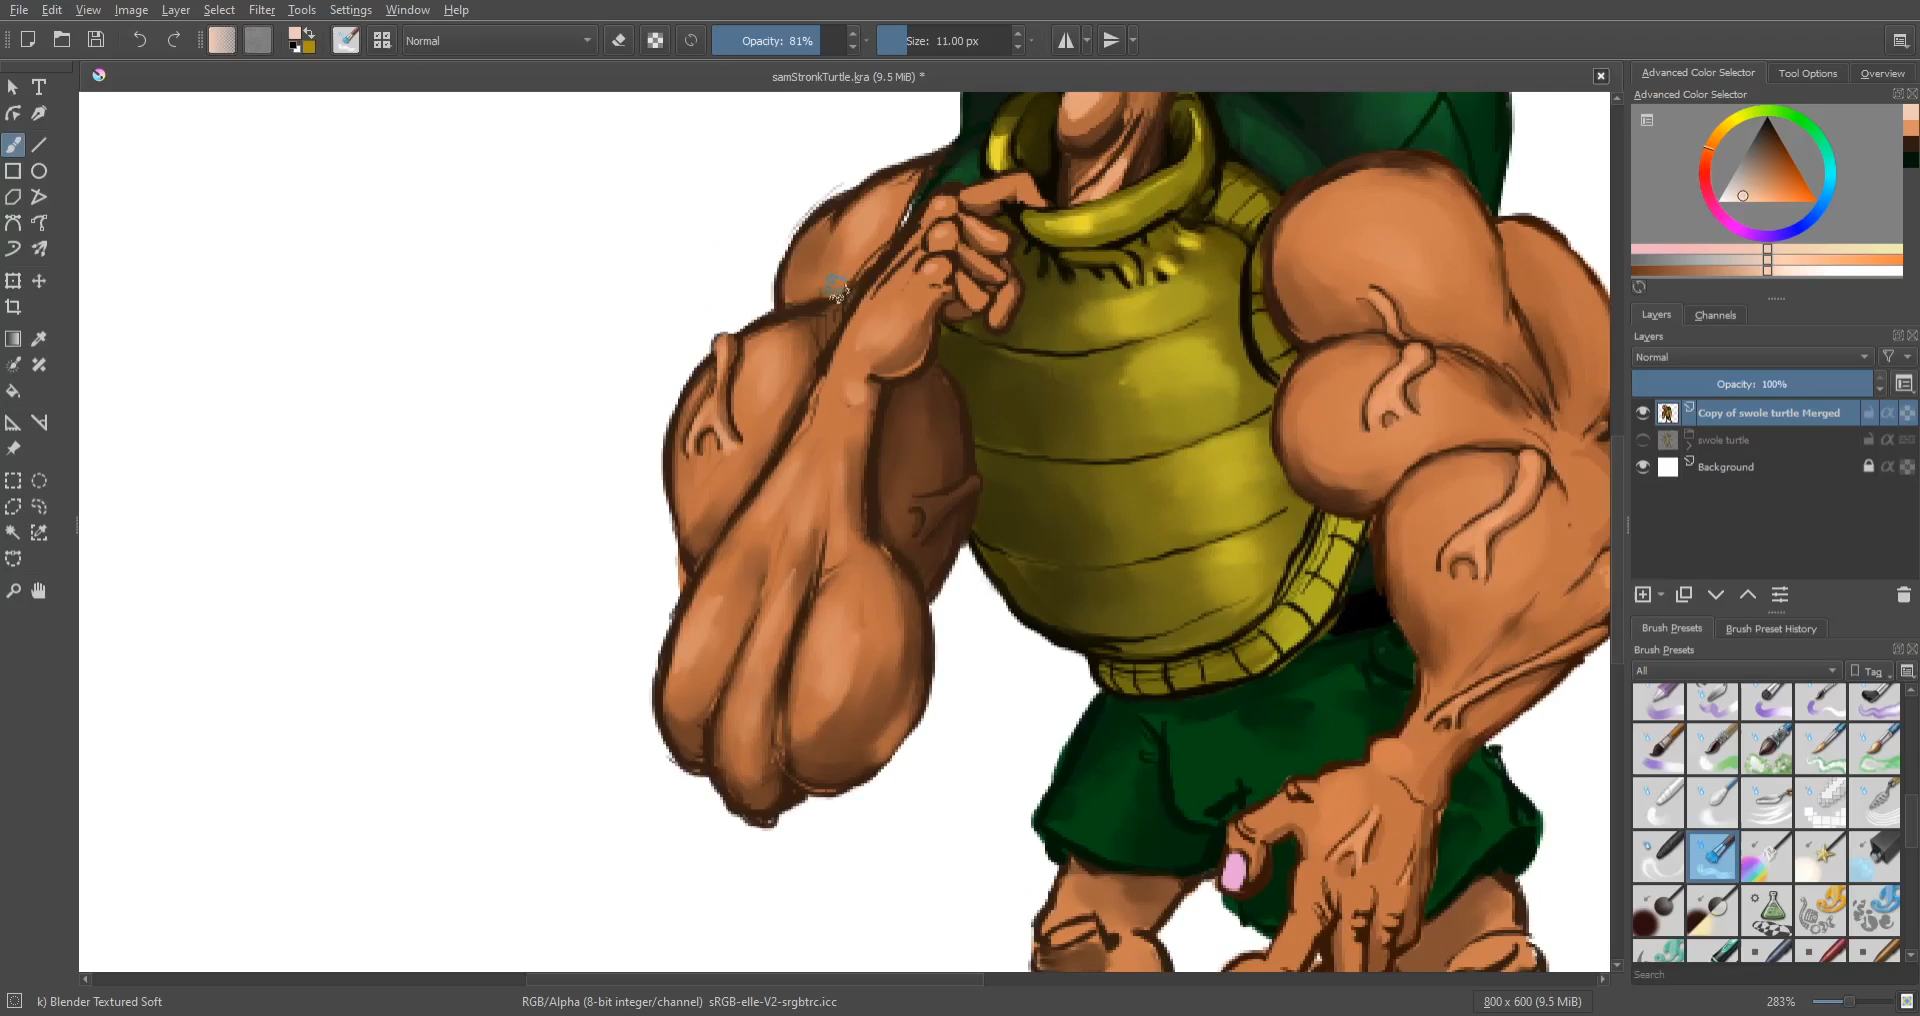 File Edit View Image Layer Select Filter Tools Settings Window Help
Normal
Opacity: 81%
Size: 11.00 px
samStronkTurtle.kra (9.5 MiB) *
Advanced Color Selector
Tool Options
Overview
Advanced Color Selector
Layers
Channels
Layers
Normal
Opacity: 100%
Copy of swole turtle Merged
swole turtle
Background
Brush Presets
Brush Preset History
Brush Presets
All
Tag
Search
k) Blender Textured Soft
RGB/Alpha (8-bit integer/channel) sRGB-elle-V2-srgbtrc.icc
800 x 600 (9.5 MiB)
283%